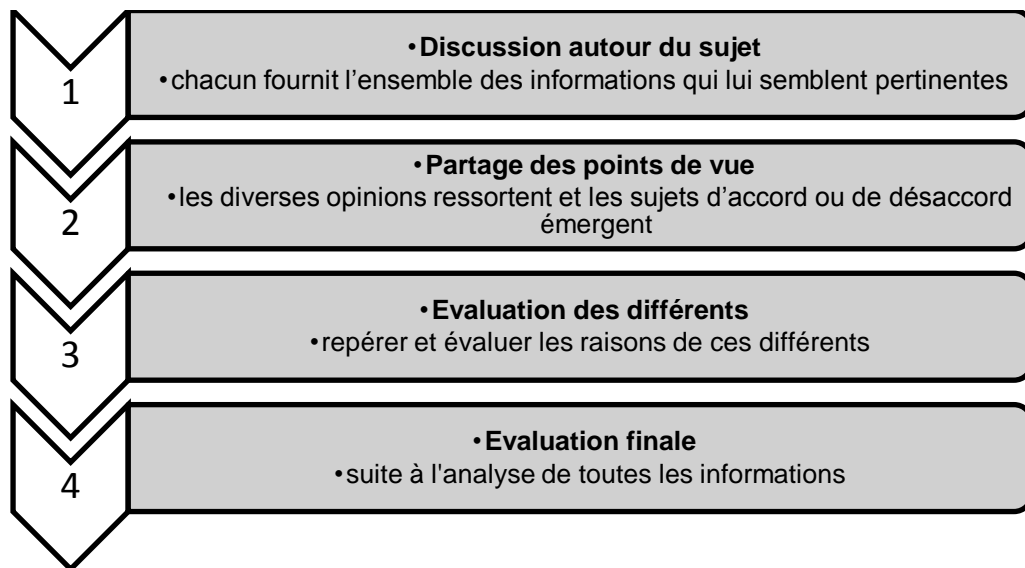 1
•Discussion autour du sujet
•chacun fournit l’ensemble des informations qui lui semblent pertinentes
2
•Partage des points de vue
•les diverses opinions ressortent et les sujets d’accord ou de désaccord
émergent
3
•Evaluation des différents
•repérer et évaluer les raisons de ces différents
4
•Evaluation finale
•suite à l'analyse de toutes les informations